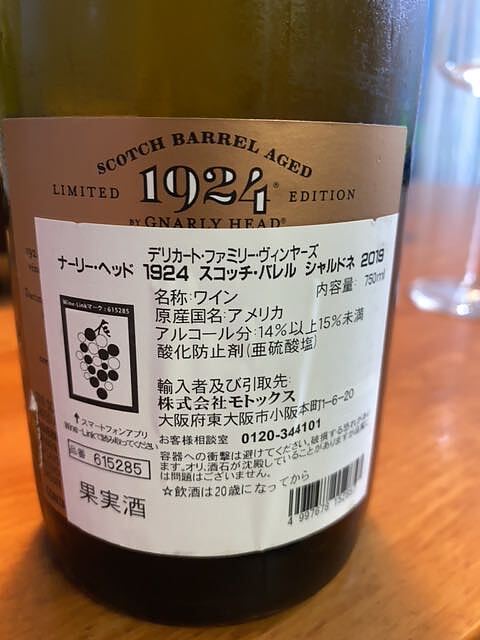 SCOTCH BARREL AGED
LIMITED 1924® EDITION
BY GNARLY HEAD®
デリカート・ファミリー・ヴィンヤーズ
ナーリー・ヘッド 1924 スコッチ・バレル シャルドネ 2019
内容量: 750ml
名称:ワイン
原産国名:アメリカ
アルコール分:14%以上15%未満
酸化防止剤(亜硫酸塩)
Wine-Linkマーク:615285
輸入者及び引取先:
株式会社モトックス
大阪府東大阪市小阪本町1-6-20
お客様相談室 0120-344101
↑スマートフォンアプリ
Wine-Linkで読み取ってください
品番 615285
容器への衝撃は避けてください。破損する恐れがあり
ます。オリ、酒石が沈殿していることがありますが品質に
は問題はございません。
☆飲酒は20歳になってから
果実酒
4 997678